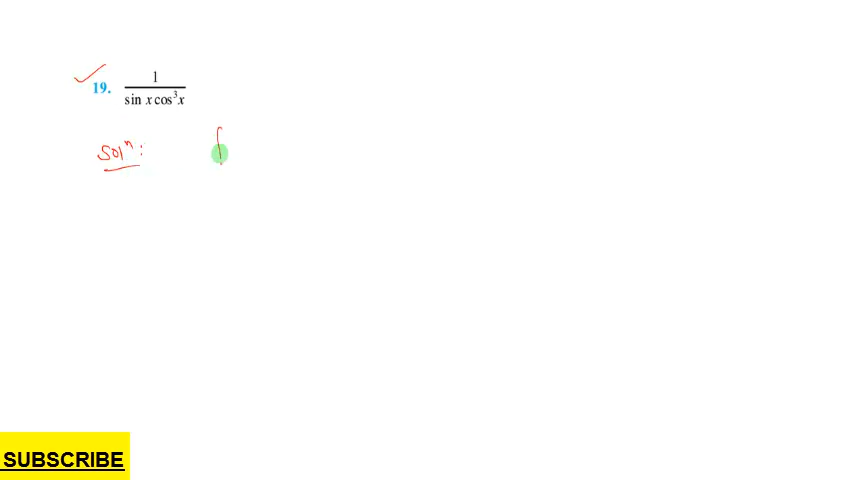 19. 1 / sin x cos³x
Solⁿ: ∫
SUBSCRIBE